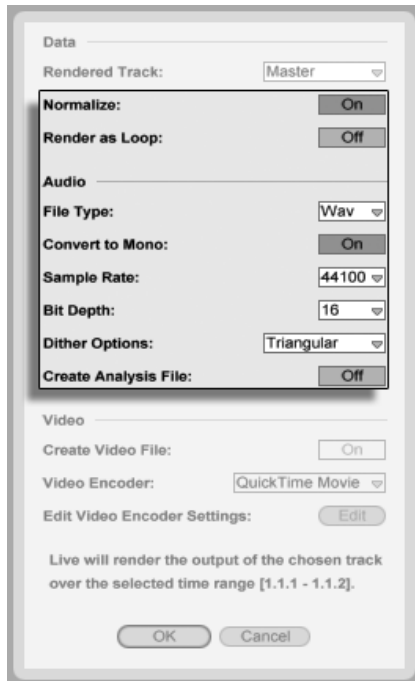 Data
Rendered Track: Master
Normalize: On
Render as Loop: Off
Audio
File Type: Wav
Convert to Mono: On
Sample Rate: 44100
Bit Depth: 16
Dither Options: Triangular
Create Analysis File: Off
Video
Create Video File: On
Video Encoder: QuickTime Movie
Edit Video Encoder Settings: Edit
Live will render the output of the chosen track
over the selected time range [1.1.1 - 1.1.2].
OK Cancel